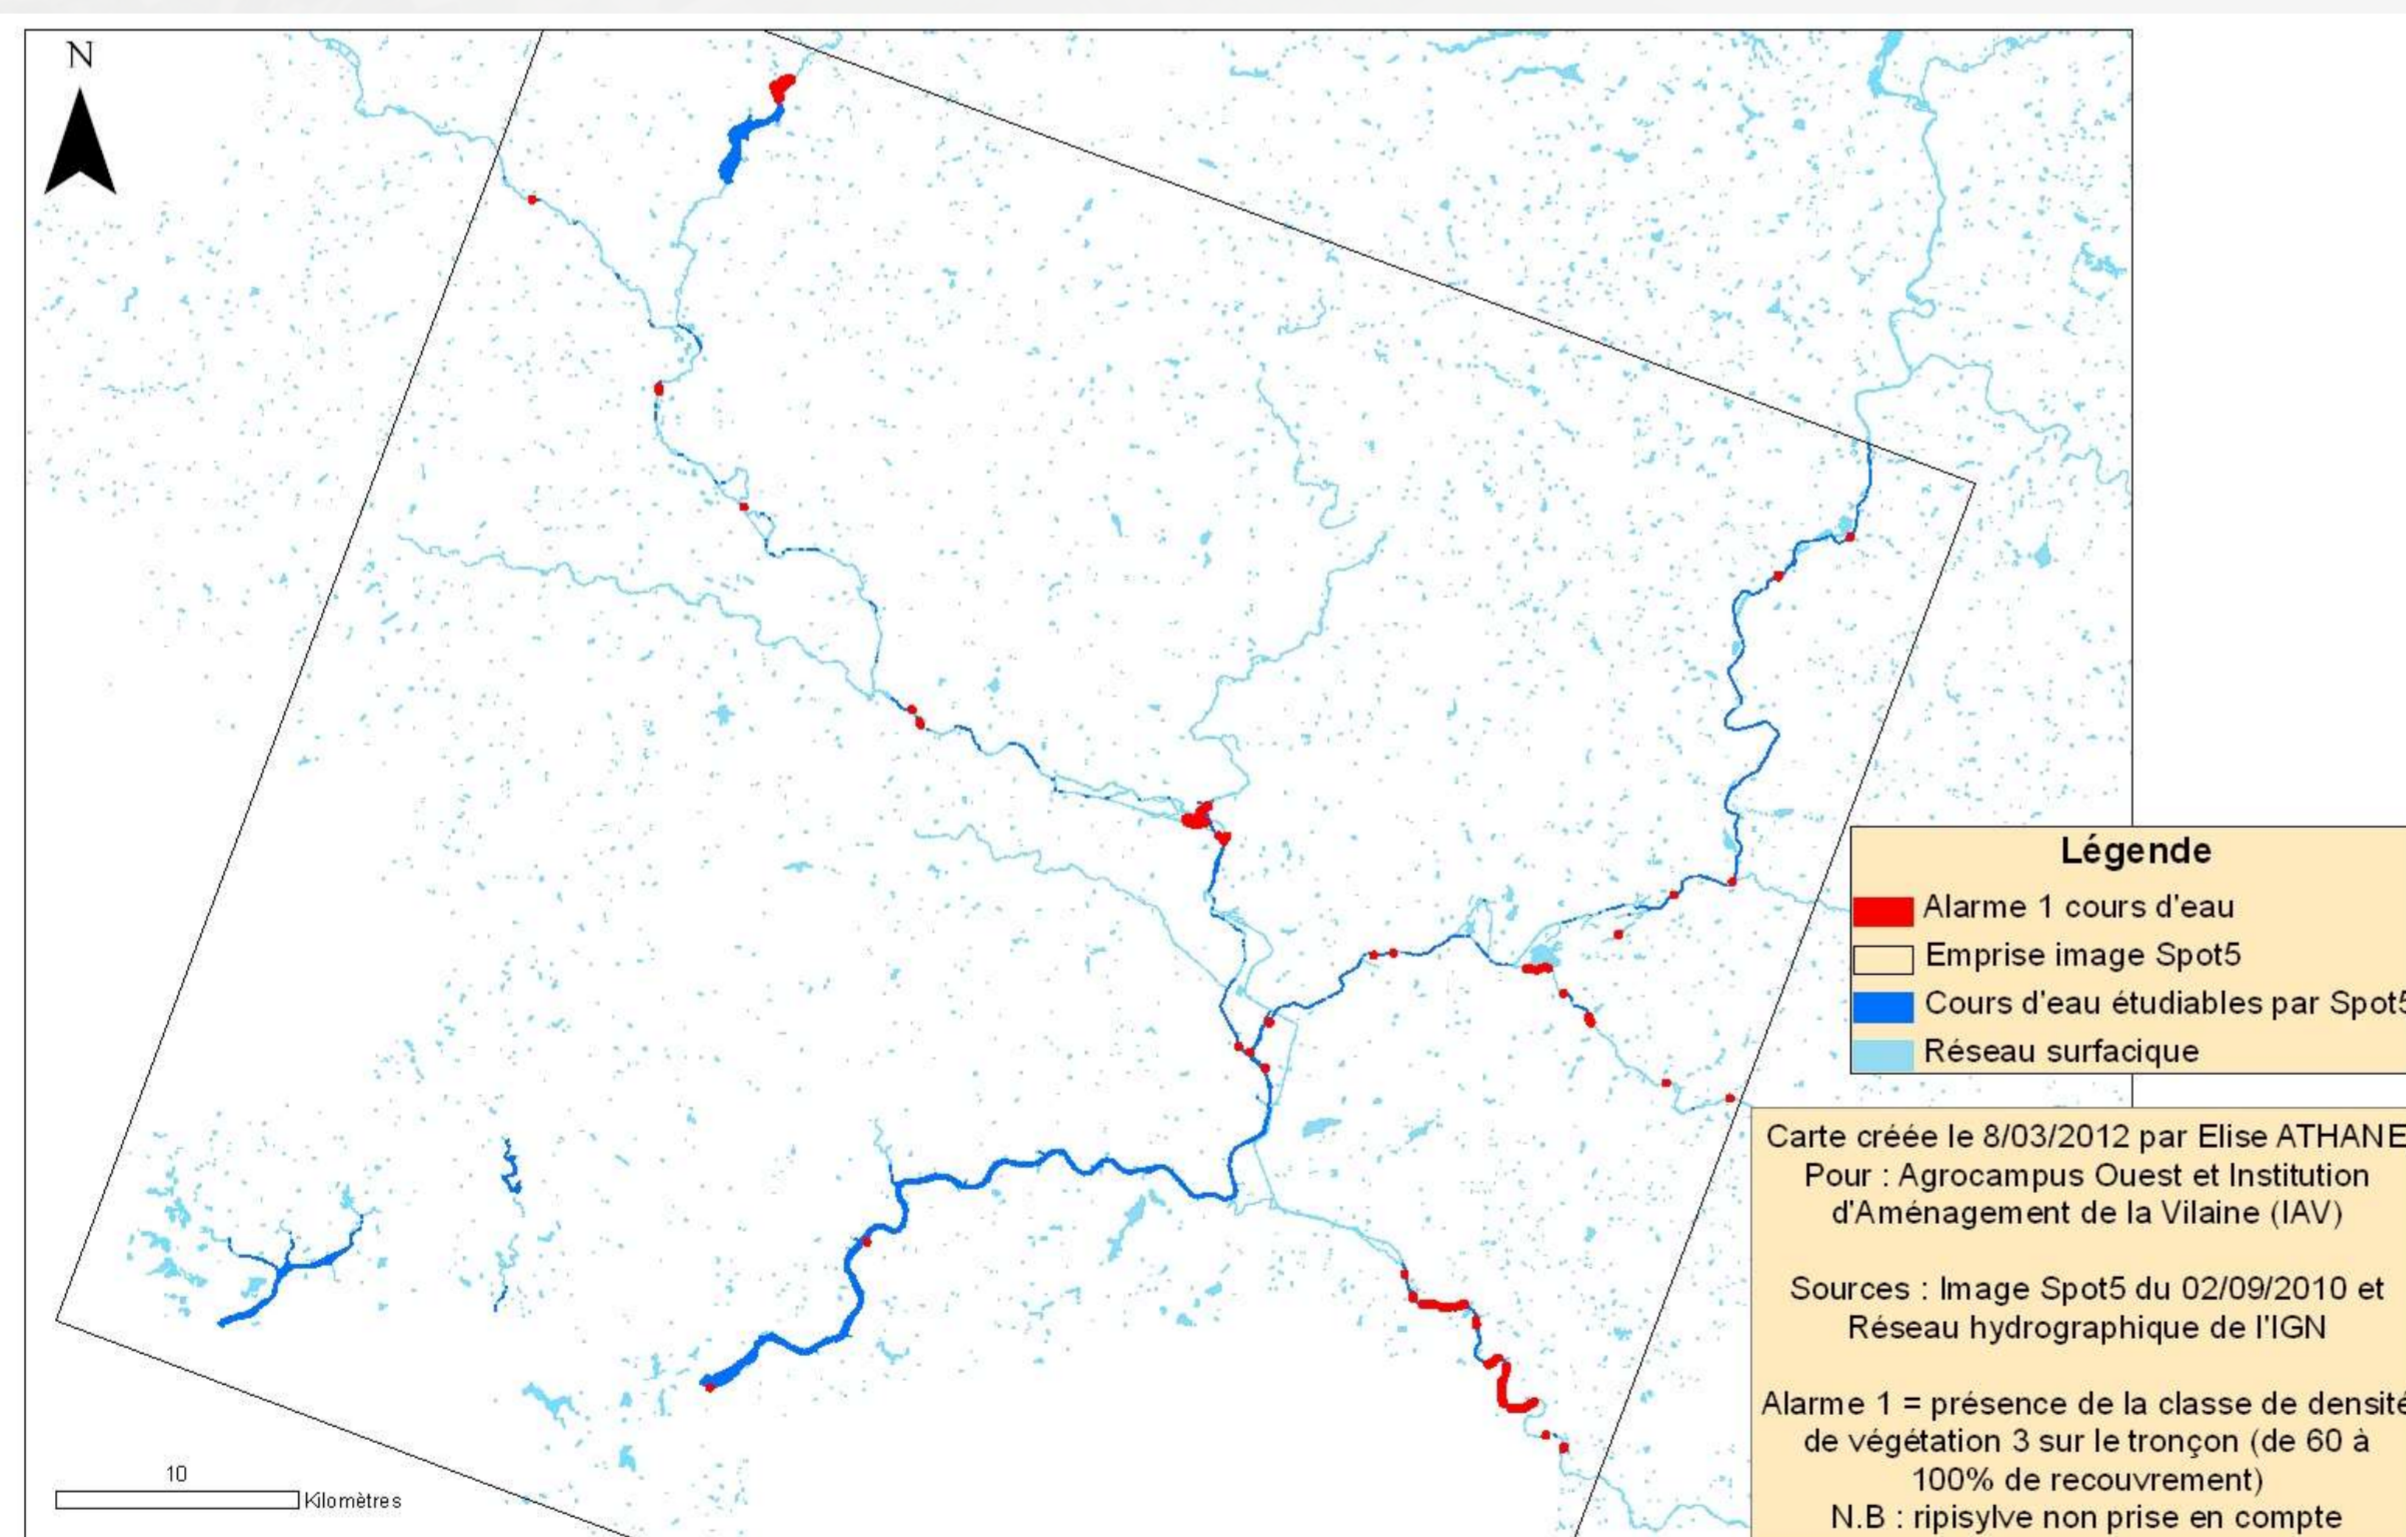 N
Légende
Alarme 1 cours d'eau
Emprise image Spot5
Cours d'eau étudiables par Spot5
Réseau surfacique
Carte créée le 8/03/2012 par Elise ATHANE
Pour : Agrocampus Ouest et Institution
d'Aménagement de la Vilaine (IAV)
Sources : Image Spot5 du 02/09/2010 et
Réseau hydrographique de l'IGN
Alarme 1 = présence de la classe de densité
de végétation 3 sur le tronçon (de 60 à
100% de recouvrement)
N.B : ripisylve non prise en compte
10
Kilomètres